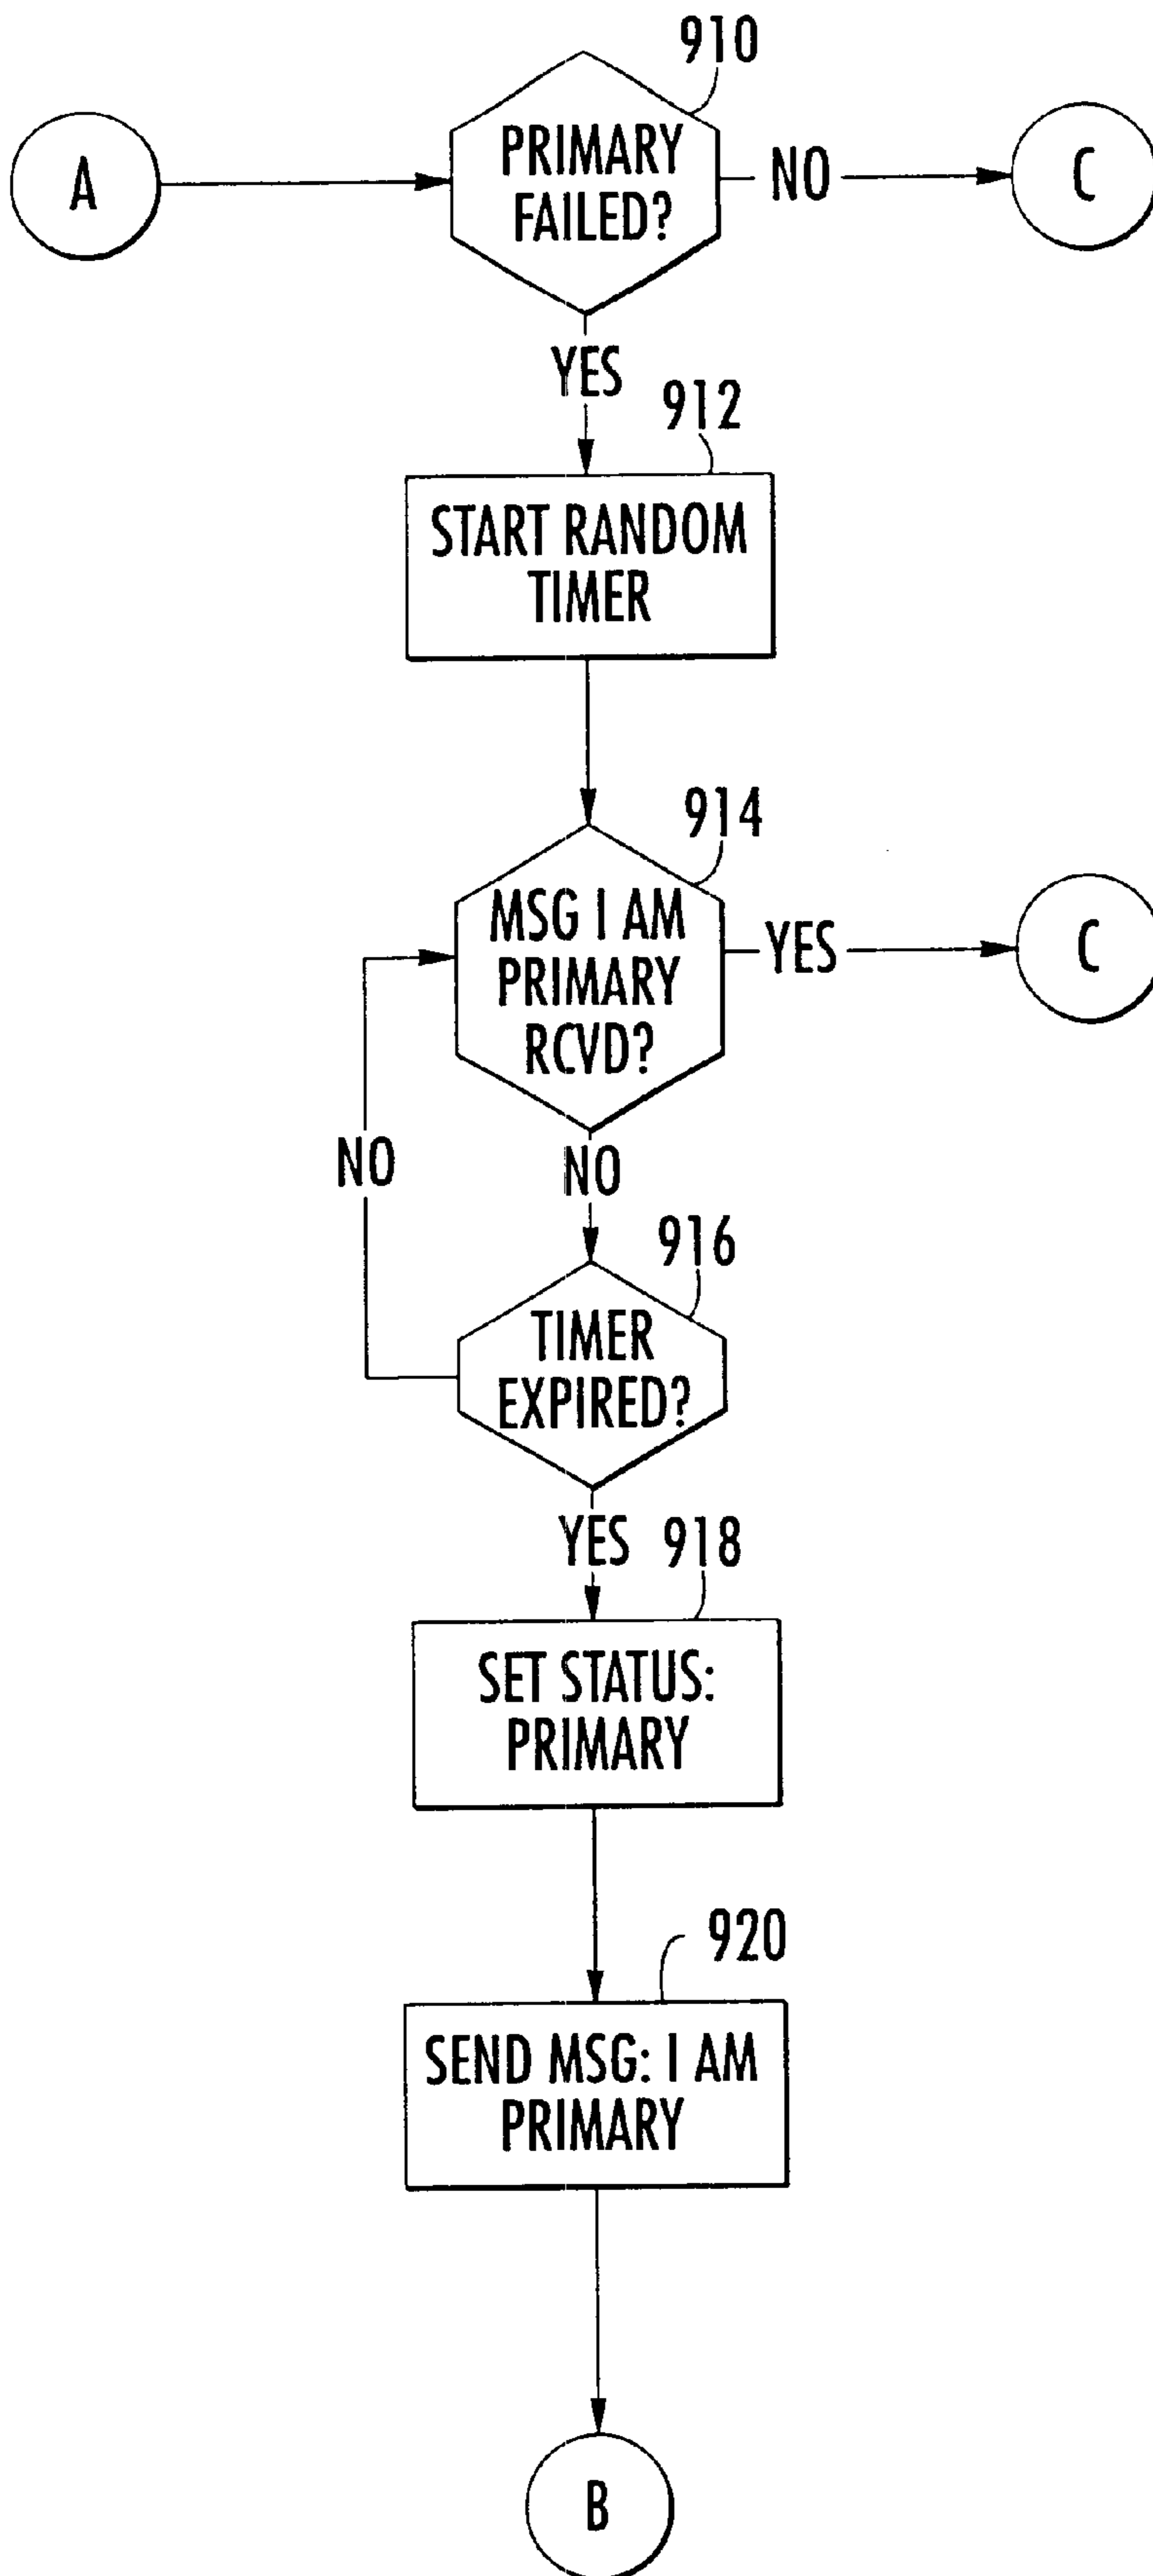 910
A
PRIMARY
FAILED?
NO
C
YES
912
START RANDOM
TIMER
914
MSG I AM
PRIMARY
RCVD?
YES
C
NO
NO
916
TIMER
EXPIRED?
YES
918
SET STATUS:
PRIMARY
920
SEND MSG: I AM
PRIMARY
B